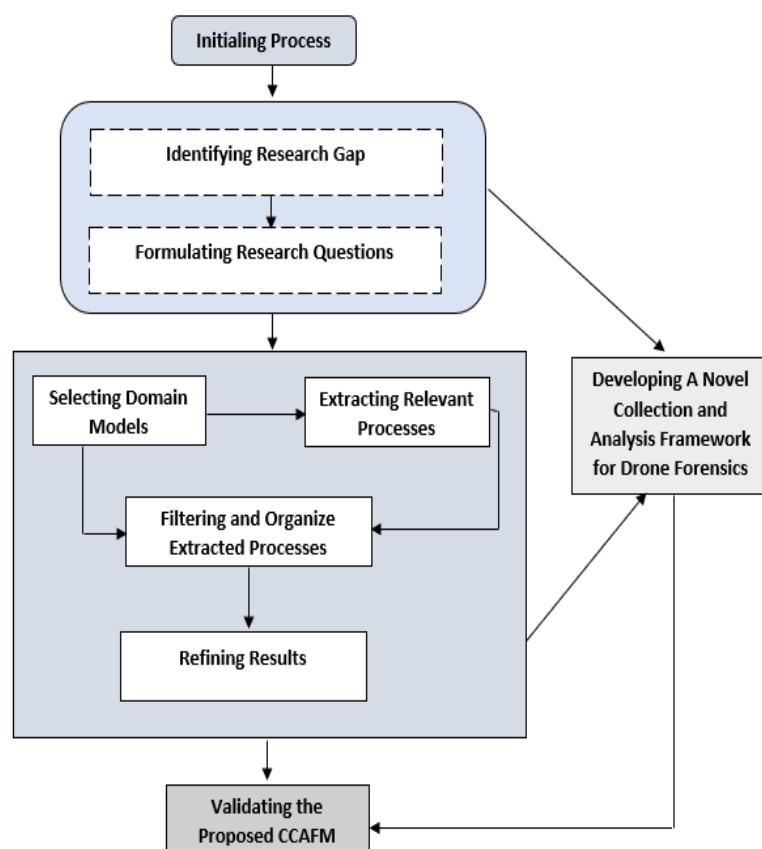 Initialing Process
Identifying Research Gap
Formulating Research Questions
Selecting Domain
Models
Extracting Relevant
Processes
Filtering and Organize
Extracted Processes
Refining Results
Developing A Novel
Collection and
Analysis Framework
for Drone Forensics
Validating the
Proposed CCAFM